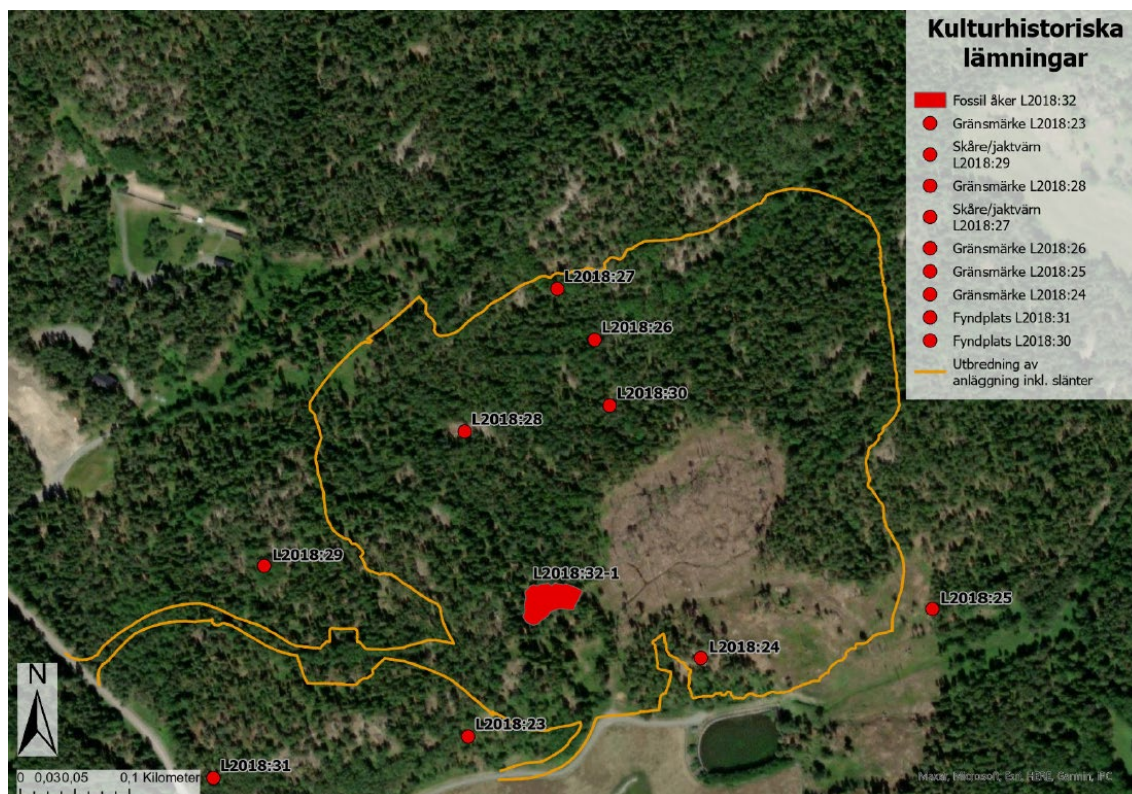 Kulturhistoriska
lämningar
Fossil åker L2018:32
Gränsmärke L2018:23
Skåre/jaktvärn
L2018:29
Gränsmärke L2018:28
Skåre/jaktvärn
L2018:27
Gränsmärke L2018:26
Gränsmärke L2018:25
Gränsmärke L2018:24
Fyndplats L2018:31
Fyndplats L2018:30
Utbredning av
anläggning inkl. slänter
L2018:27
L2018:26
L2018:30
L2018:28
L2018:29
L2018:32-1
L2018:25
L2018:24
L2018:23
L2018:31
N
0 0,030,05 0,1 Kilometer
Maxar, Microsoft, Esri, HERE, Garmin, iPC